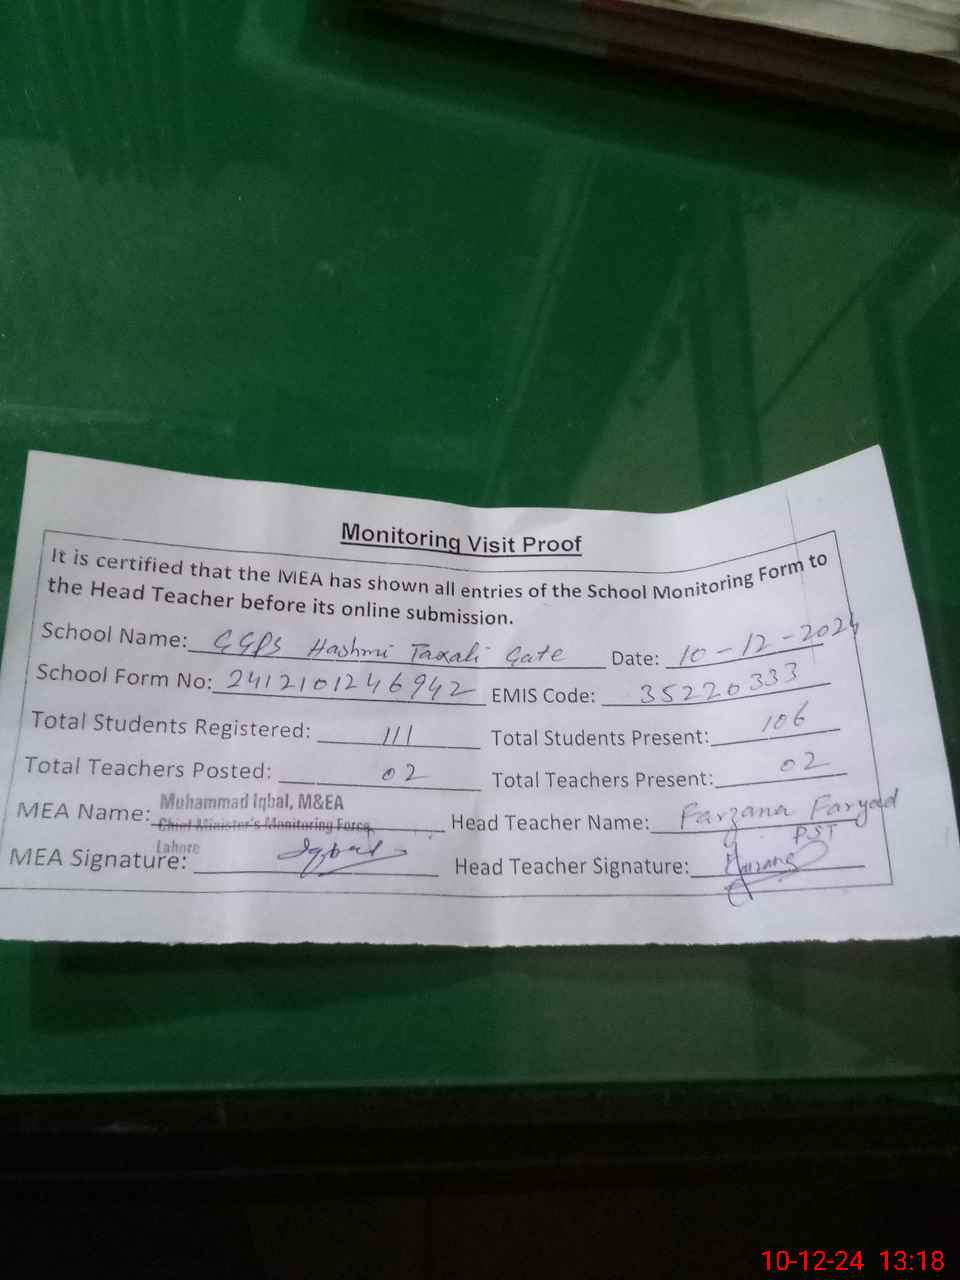 Monitoring Visit Proof
It is certified that the MEA has shown all entries of the School Monitoring Form to
the Head Teacher before its online submission.
School Name: GGPS Hashmi Taxali Gate Date: 10-12-2024
School Form No: 2412101246942 EMIS Code: 35220333
Total Students Registered: 111 Total Students Present: 106
Total Teachers Posted: 02 Total Teachers Present: 02
MEA Name: Muhammad Iqbal, M&EA Head Teacher Name: Farzana Faryad
Chief Minister's Monitoring Force, PST
Lahore
MEA Signature: Iqbal Head Teacher Signature: Farzana
10-12-24 13:18